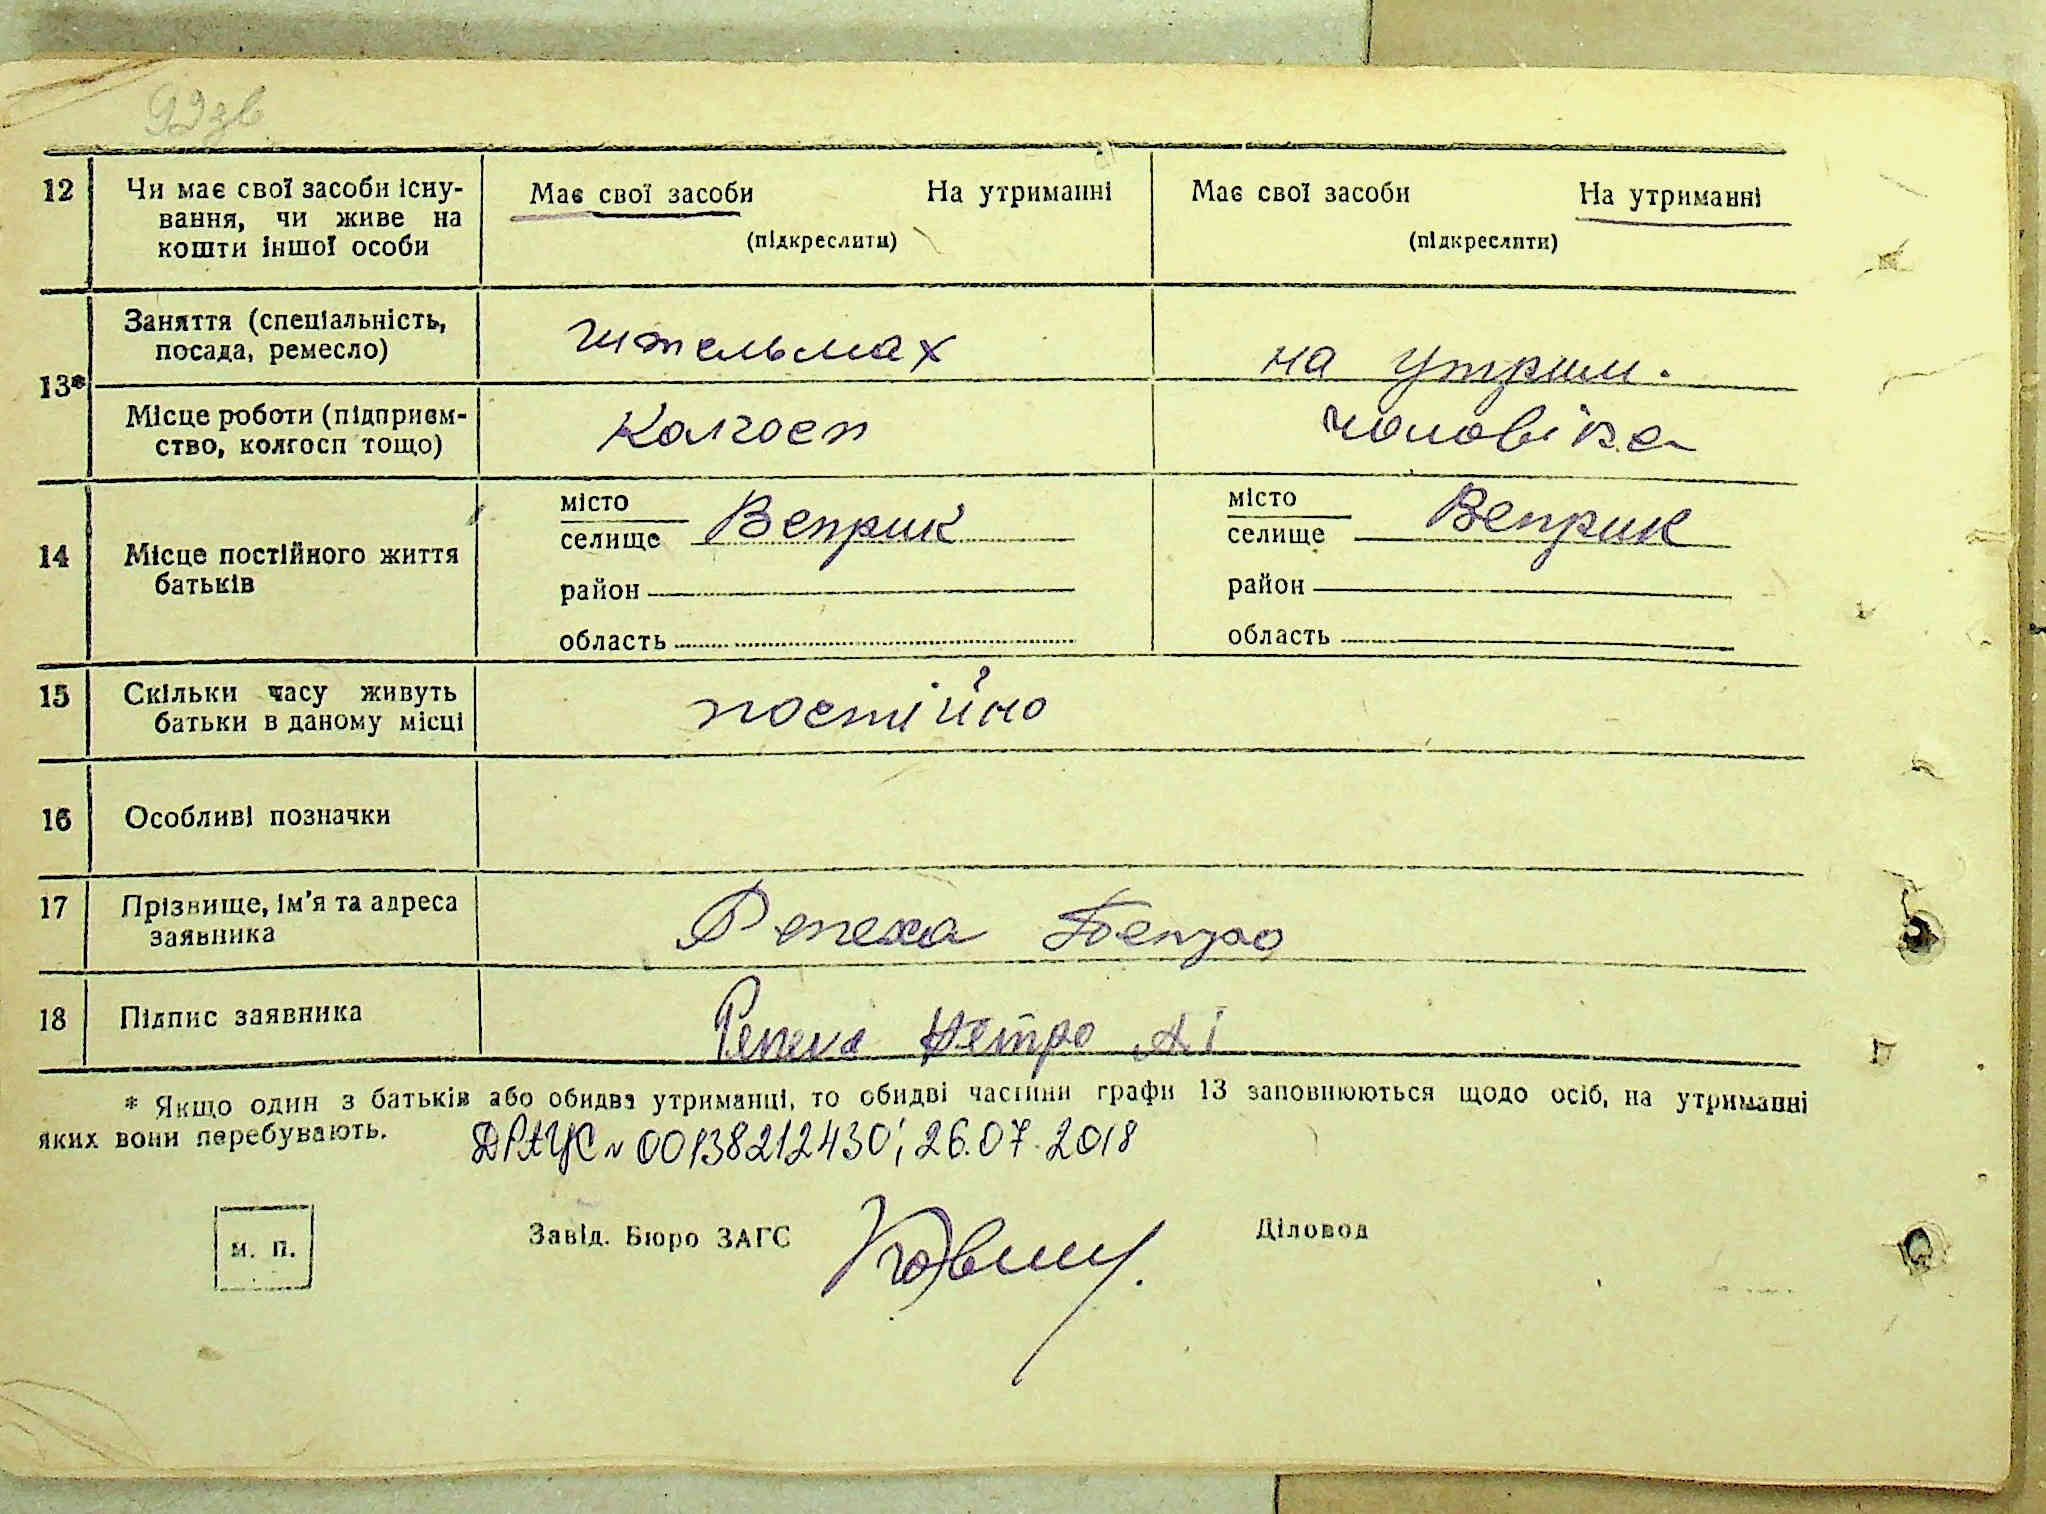 92зв
12 Чи має свої засоби існу-
вання, чи живе на
кошти іншої особи
Має свої засоби На утриманні
(підкреслити)
Має свої засоби На утриманні
(підкреслити)
13*
Заняття (спеціальність,
посада, ремесло)
штельмах
на утрим.
Місце роботи (підприєм-
ство, колгосп тощо)
Колгосп
чоловіка
14 Місце постійного життя
батьків
місто
селище Веприк
район
область
місто
селище Веприк
район
область
15 Скільки часу живуть
батьки в даному місці
постійно
16 Особливі позначки
17 Прізвище, ім'я та адреса
заявника
Репеха Петро
18 Підпис заявника
Репеха Петро
* Якщо один з батьків або обидва утриманці, то обидві частини графи 13 заповнюються щодо осіб, на утриманні
яких вони перебувають.
ДРАЦС № 00138212430; 26.07.2018
м. п.
Завід. Бюро ЗАГС
Діловод